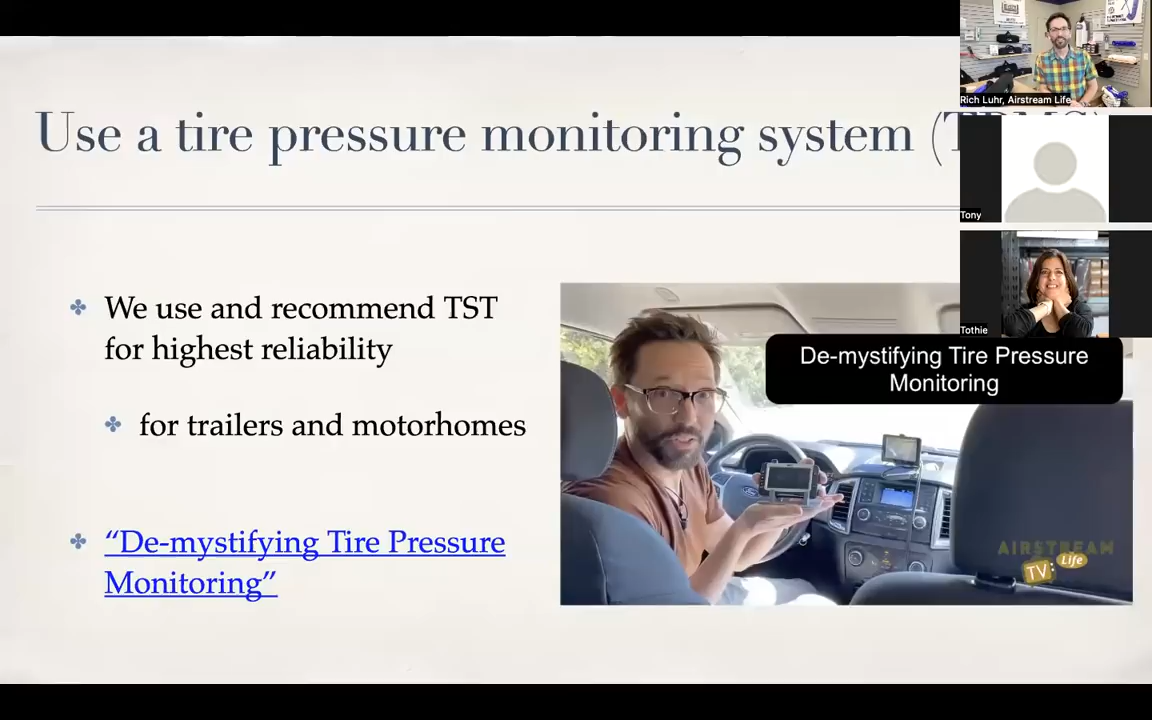 Use a tire pressure monitoring system (TPMS)
We use and recommend TST
for highest reliability
for trailers and motorhomes
“De-mystifying Tire Pressure
Monitoring”
De-mystifying Tire Pressure
Monitoring
AIRSTREAM
TV: Life
Rich Luhr, Airstream Life
Tony
Tothie